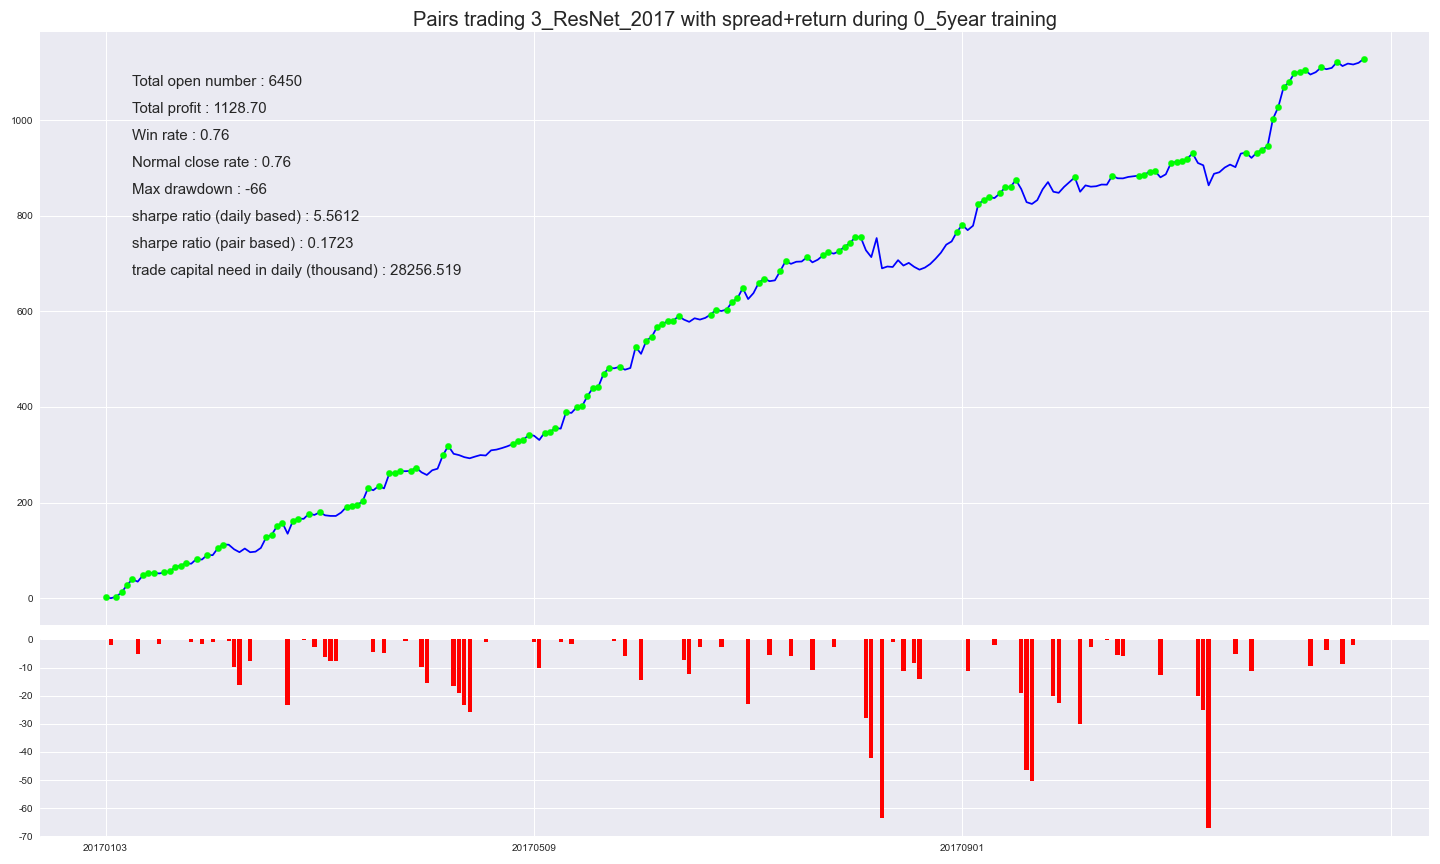 Pairs trading 3_ResNet_2017 with spread+return during 0_5year training
Total open number : 6450
Total profit : 1128.70
Win rate : 0.76
Normal close rate : 0.76
Max drawdown : -66
sharpe ratio (daily based) : 5.5612
sharpe ratio (pair based) : 0.1723
trade capital need in daily (thousand) : 28256.519
1000
800
600
400
200
0
0
-10
-20
-30
-40
-50
-60
-70
20170103 20170509 20170901